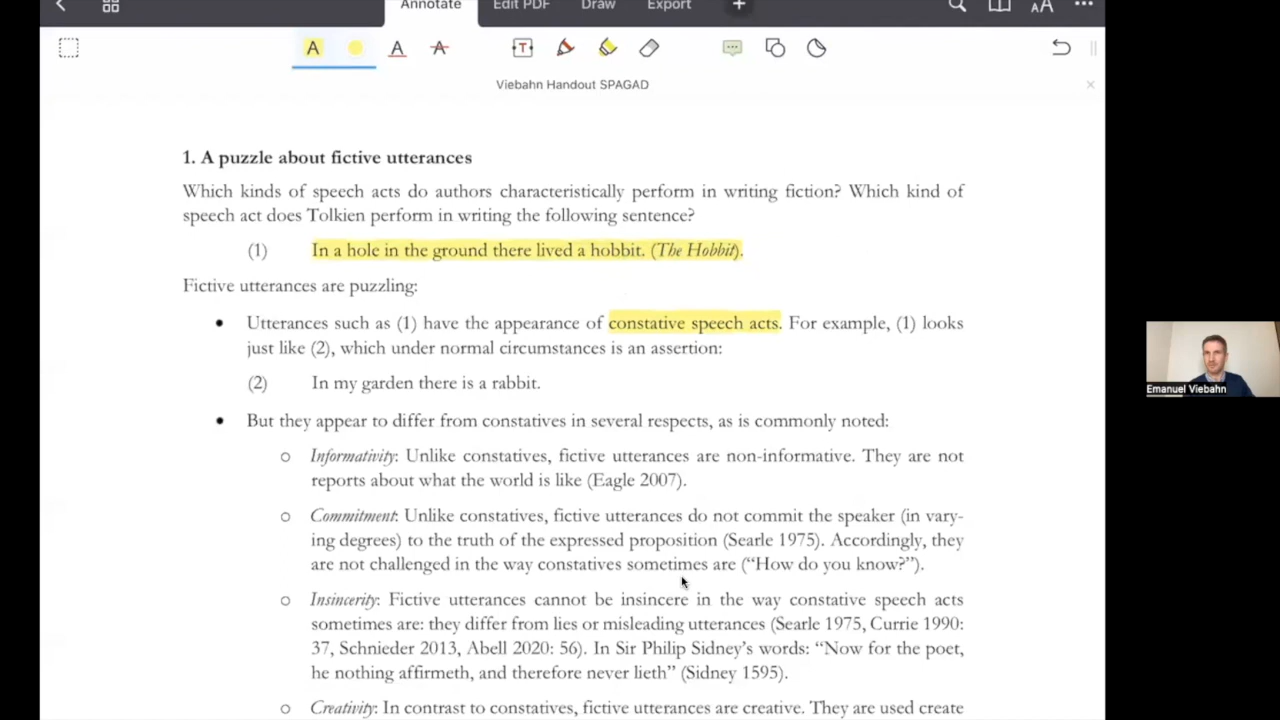 Annotate Edit PDF Draw Export +
A A A T AA
Viebahn Handout SPAGAD
1. A puzzle about fictive utterances
Which kinds of speech acts do authors characteristically perform in writing fiction? Which kind of
speech act does Tolkien perform in writing the following sentence?
(1) In a hole in the ground there lived a hobbit. (The Hobbit).
Fictive utterances are puzzling:
• Utterances such as (1) have the appearance of constative speech acts. For example, (1) looks
just like (2), which under normal circumstances is an assertion:
(2) In my garden there is a rabbit.
• But they appear to differ from constatives in several respects, as is commonly noted:
o Informativity: Unlike constatives, fictive utterances are non-informative. They are not
reports about what the world is like (Eagle 2007).
o Commitment: Unlike constatives, fictive utterances do not commit the speaker (in vary-
ing degrees) to the truth of the expressed proposition (Searle 1975). Accordingly, they
are not challenged in the way constatives sometimes are (“How do you know?”).
o Insincerity: Fictive utterances cannot be insincere in the way constative speech acts
sometimes are: they differ from lies or misleading utterances (Searle 1975, Currie 1990:
37, Schnieder 2013, Abell 2020: 56). In Sir Philip Sidney’s words: “Now for the poet,
he nothing affirmeth, and therefore never lieth” (Sidney 1595).
o Creativity: In contrast to constatives, fictive utterances are creative. They are used create
Emanuel Viebahn